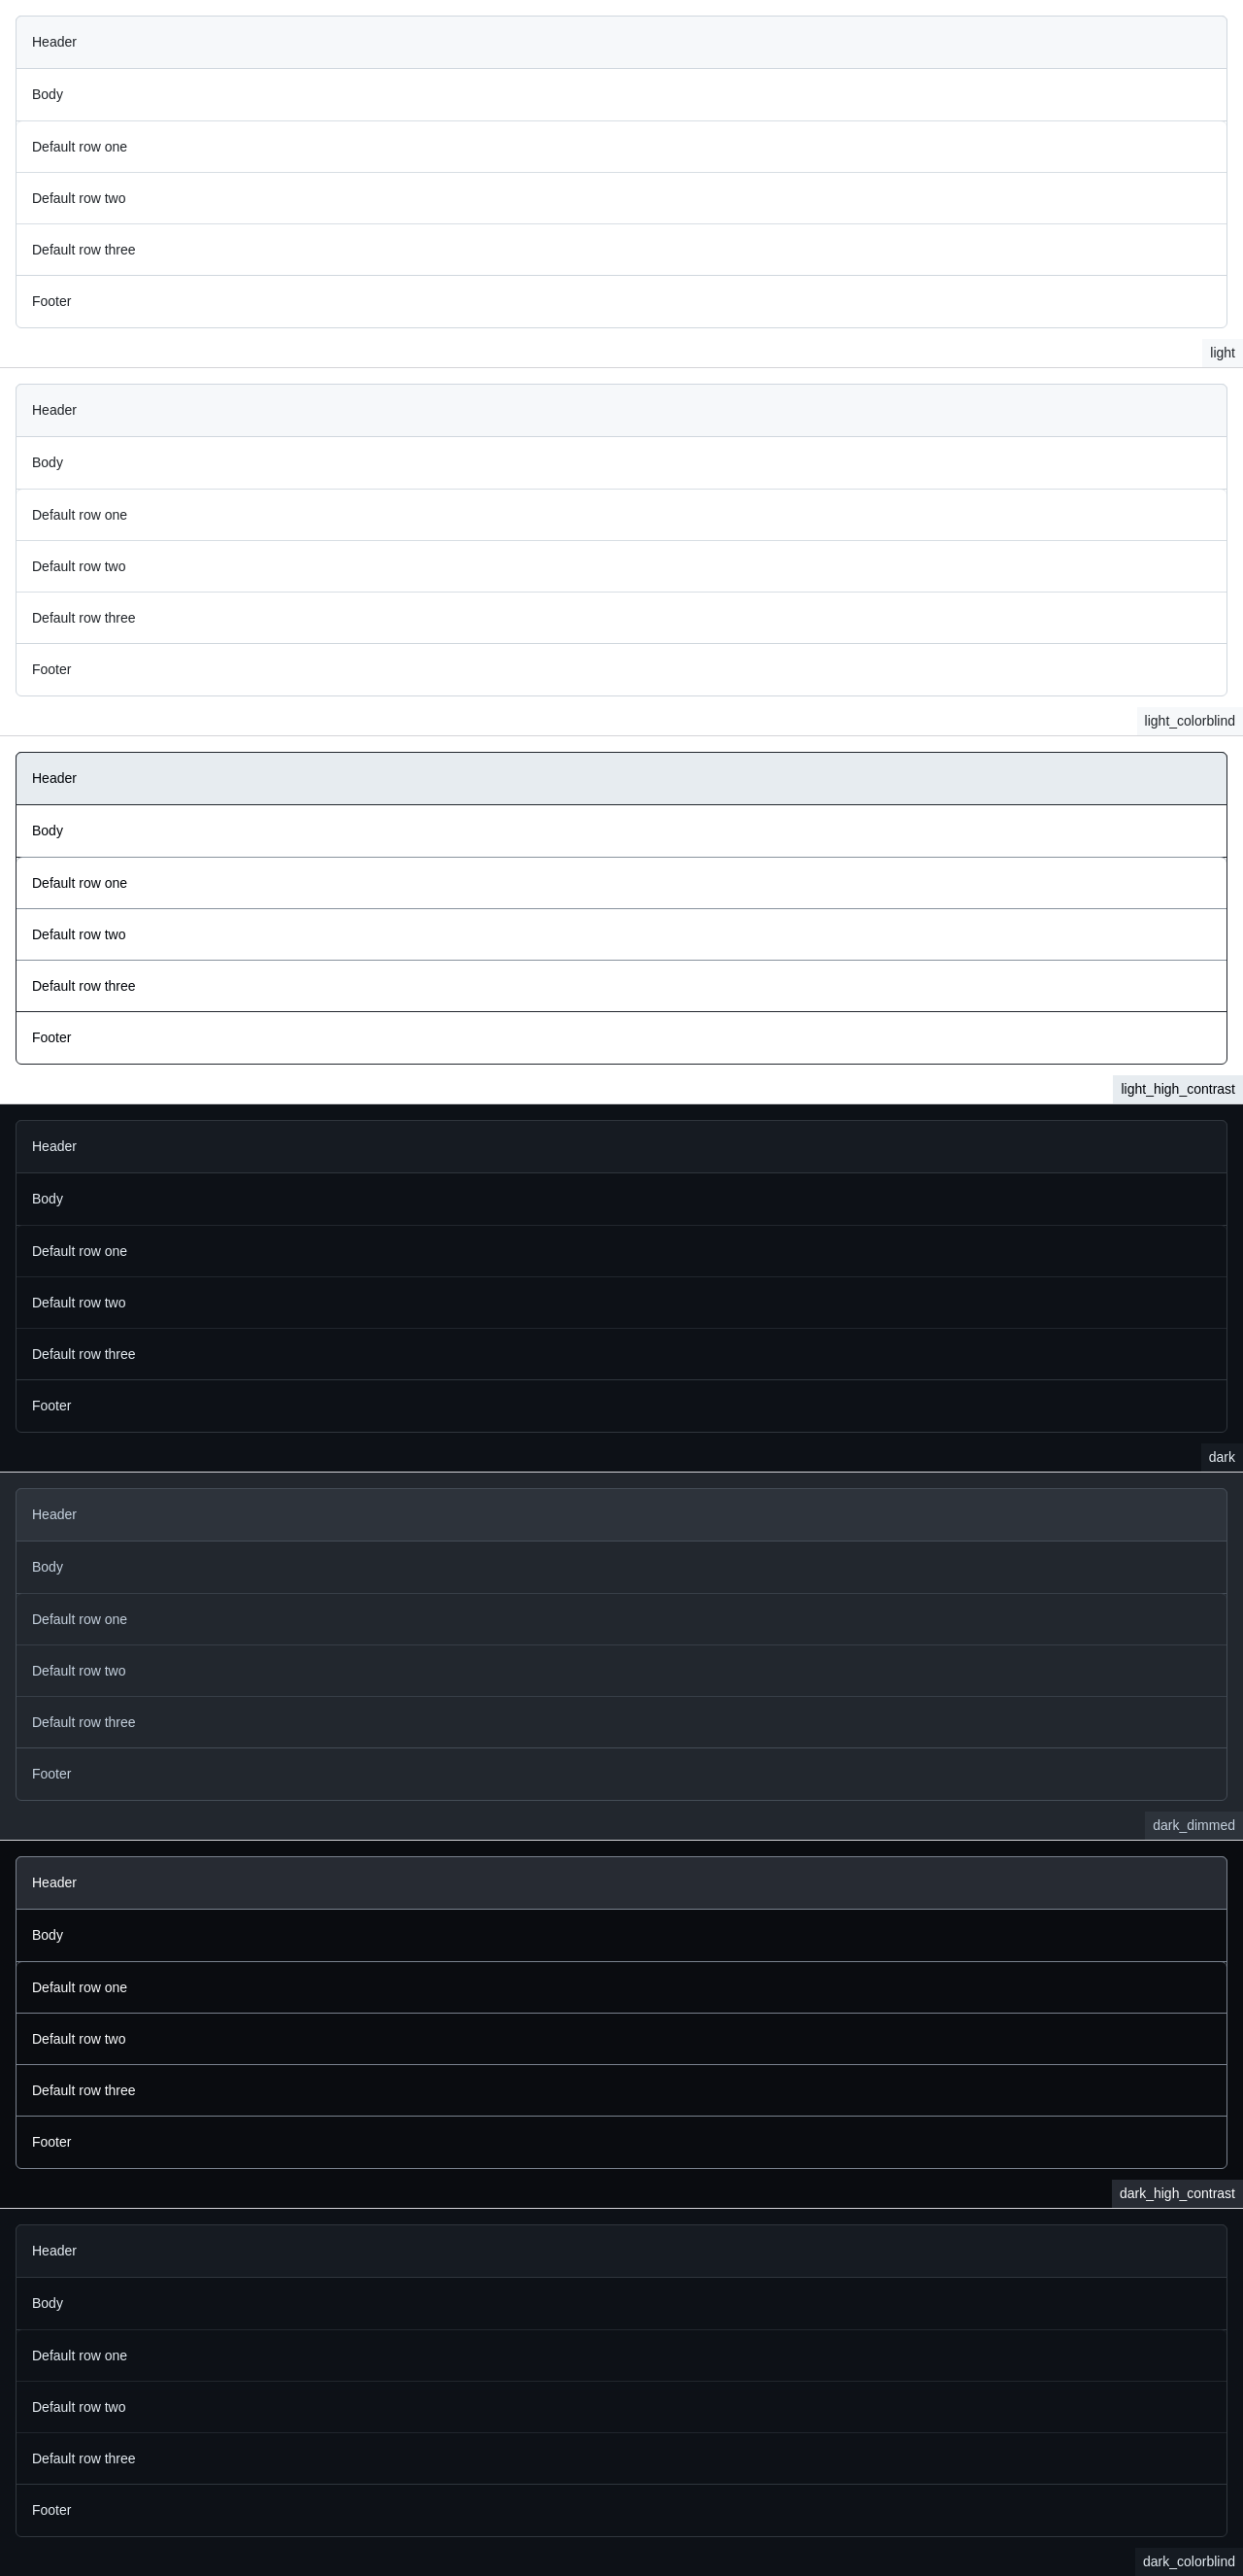 Header
Body
Default row one
Default row two
Default row three
Footer
light
Header
Body
Default row one
Default row two
Default row three
Footer
light_colorblind
Header
Body
Default row one
Default row two
Default row three
Footer
light_high_contrast
Header
Body
Default row one
Default row two
Default row three
Footer
dark
Header
Body
Default row one
Default row two
Default row three
Footer
dark_dimmed
Header
Body
Default row one
Default row two
Default row three
Footer
dark_high_contrast
Header
Body
Default row one
Default row two
Default row three
Footer
dark_colorblind